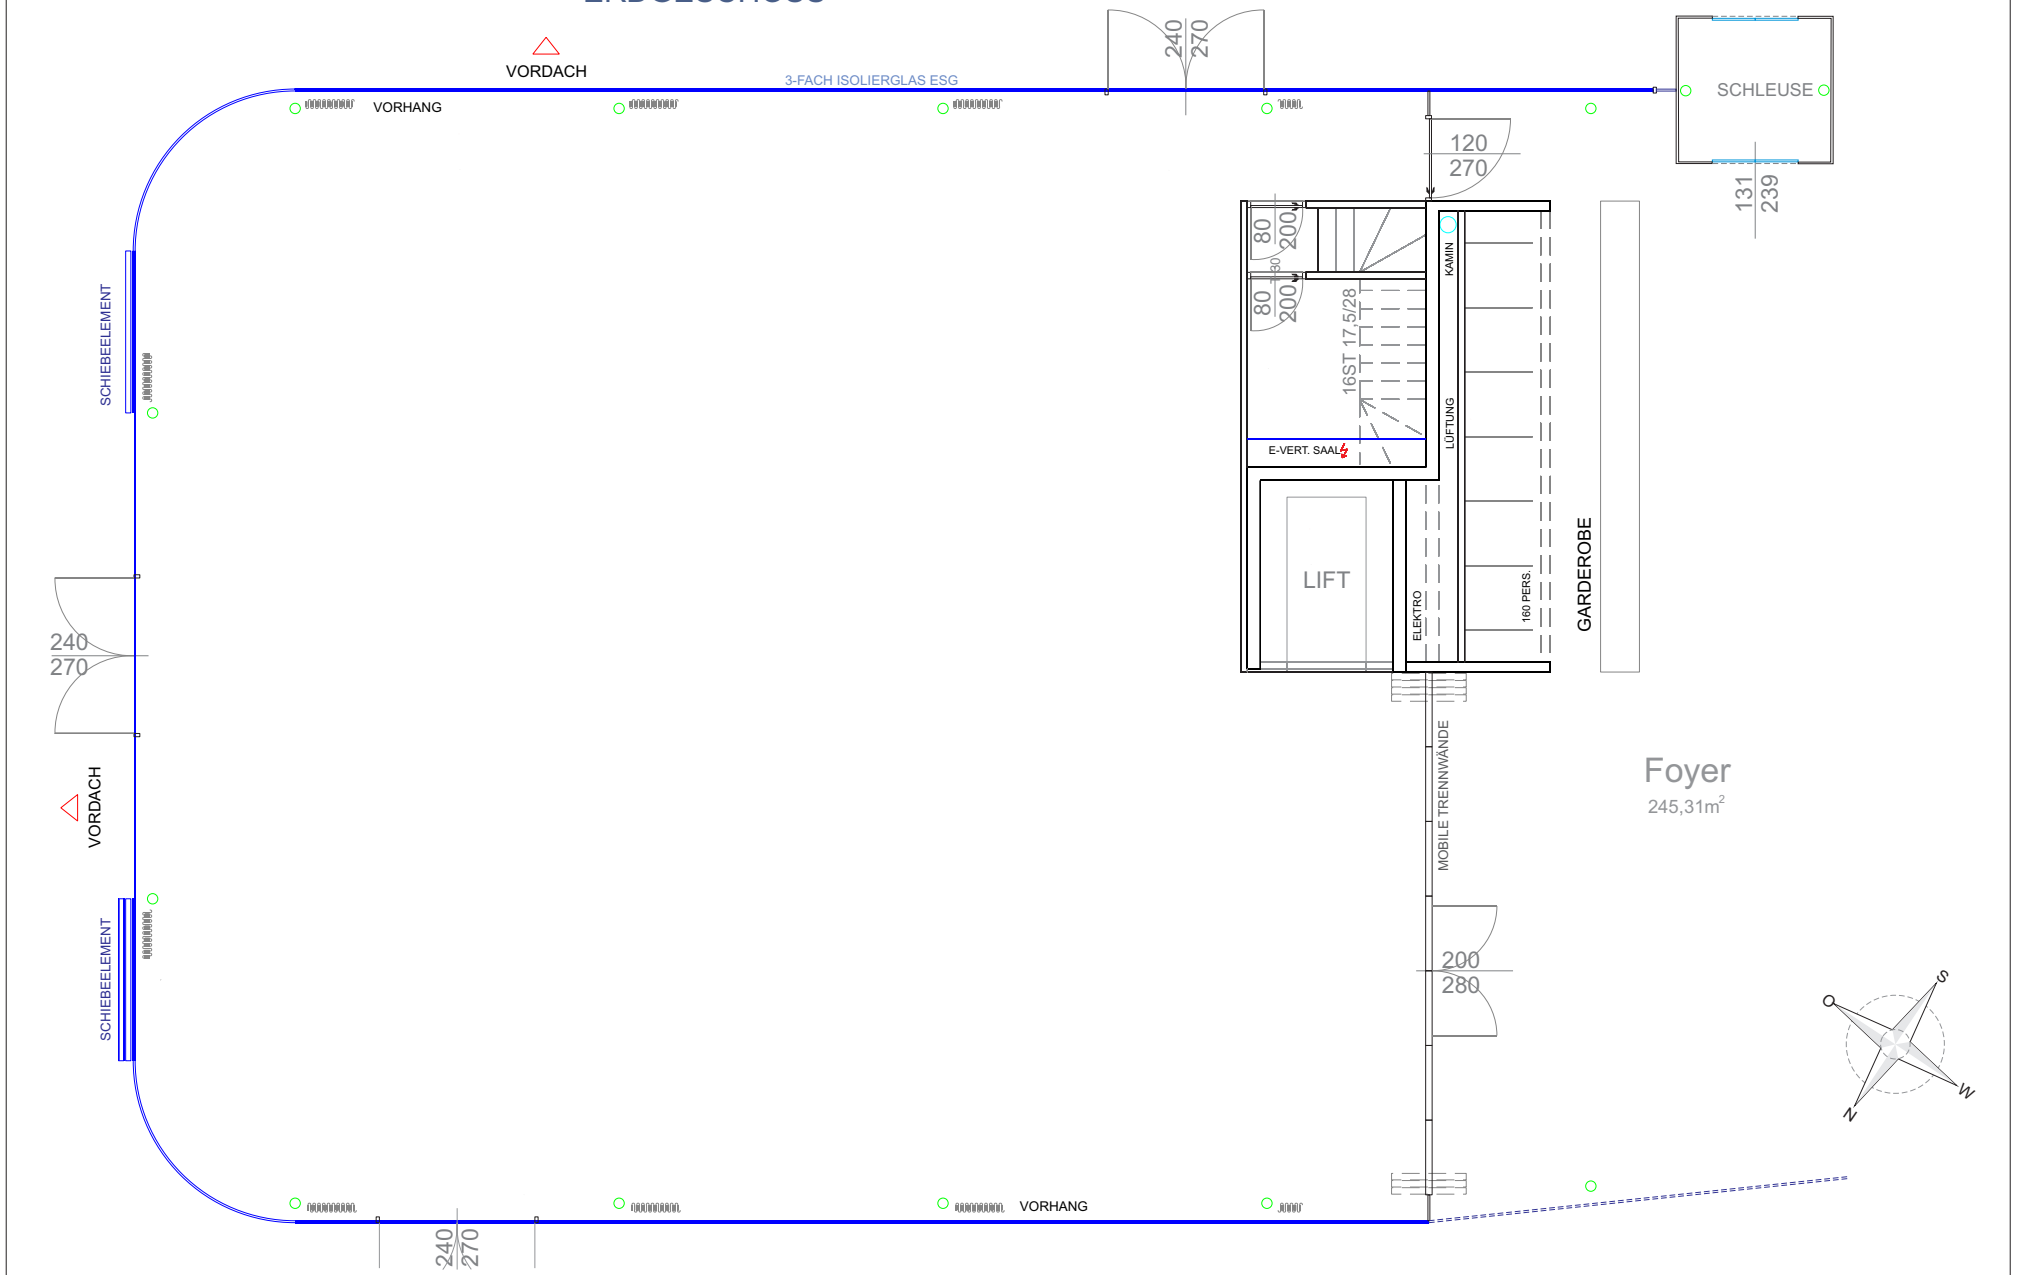 VORDACH
240
270
3-FACH ISOLIERGLAS ESG
SCHLEUSE
VORHANG
120
270
131
239
80
200
KAMIN
80
200
SCHIEBEELEMENT
16ST 17,5/28
LÜFTUNG
E-VERT. SAAL
LIFT
ELEKTRO
160 PERS.
GARDEROBE
240
270
VORDACH
MOBILE TRENNWÄNDE
Foyer
245,31m²
SCHIEBEELEMENT
200
280
S
O
W
N
VORHANG
240
270